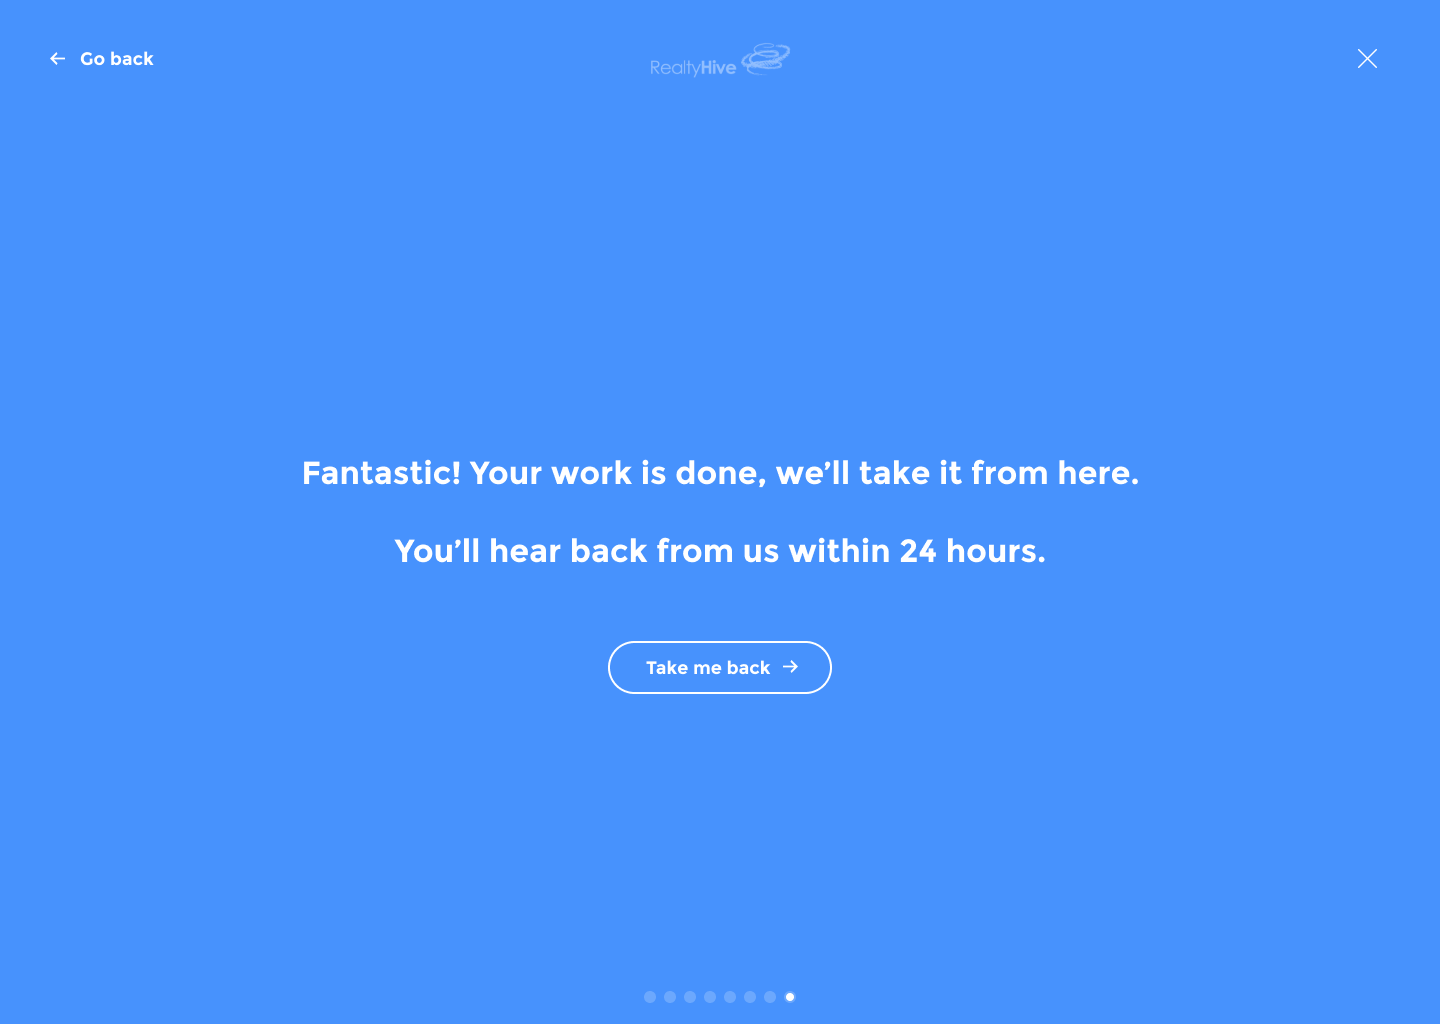 Go back
RealtyHive
Fantastic! Your work is done, we’ll take it from here.
You’ll hear back from us within 24 hours.
Take me back